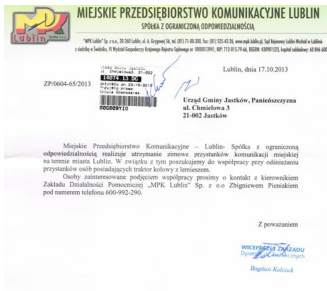 MPK
Lublin
MIEJSKIE PRZEDSIĘBIORSTWO KOMUNIKACYJNE LUBLIN
SPÓŁKA Z OGRANICZONĄ ODPOWIEDZIALNOŚCIĄ
Lublin, dnia 17.10.2013
ZP/0604-65/2013
Urząd Gminy Jastków, Panieńszczyzna
ul. Chmielowa 3
21-002 Jastków
Miejskie Przedsiębiorstwo Komunikacyjne – Lublin- Spółka z ograniczoną
odpowiedzialnością realizuje utrzymanie zimowe przystanków komunikacji miejskiej
na terenie miasta Lublin. W związku z tym poszukujemy do współpracy przy odśnieżaniu
przystanków osób posiadających traktor kołowy z lemieszem.
Osoby zainteresowane podjęciem współpracy prosimy o kontakt z kierownikiem
Zakładu Działalności Pomocniczej „MPK Lublin" Sp. z o.o Zbigniewem Pieniakiem
pod numerem telefonu 600-992-290.
Z poważaniem
WICEPREZES ZARZĄDU
Bogdan